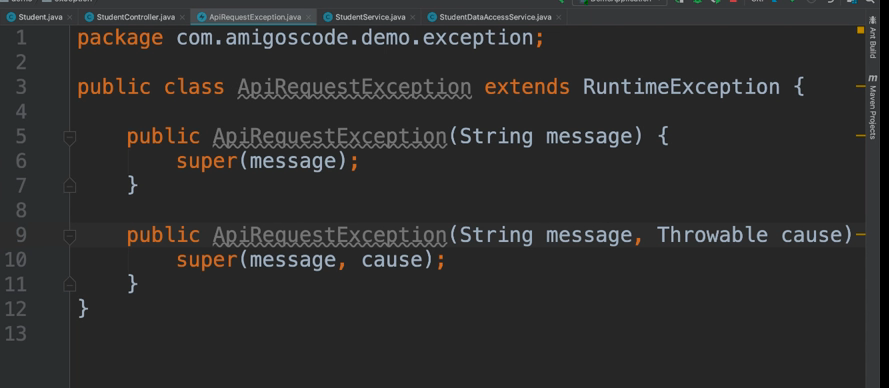 Student.java StudentController.java ApiRequestException.java StudentService.java StudentDataAccessService.java
1 package com.amigoscode.demo.exception;
2
3 public class ApiRequestException extends RuntimeException {
4
5 public ApiRequestException(String message) {
6 super(message);
7 }
8
9 public ApiRequestException(String message, Throwable cause)
10 super(message, cause);
11 }
12 }
13
Ant Build
m Maven Projects